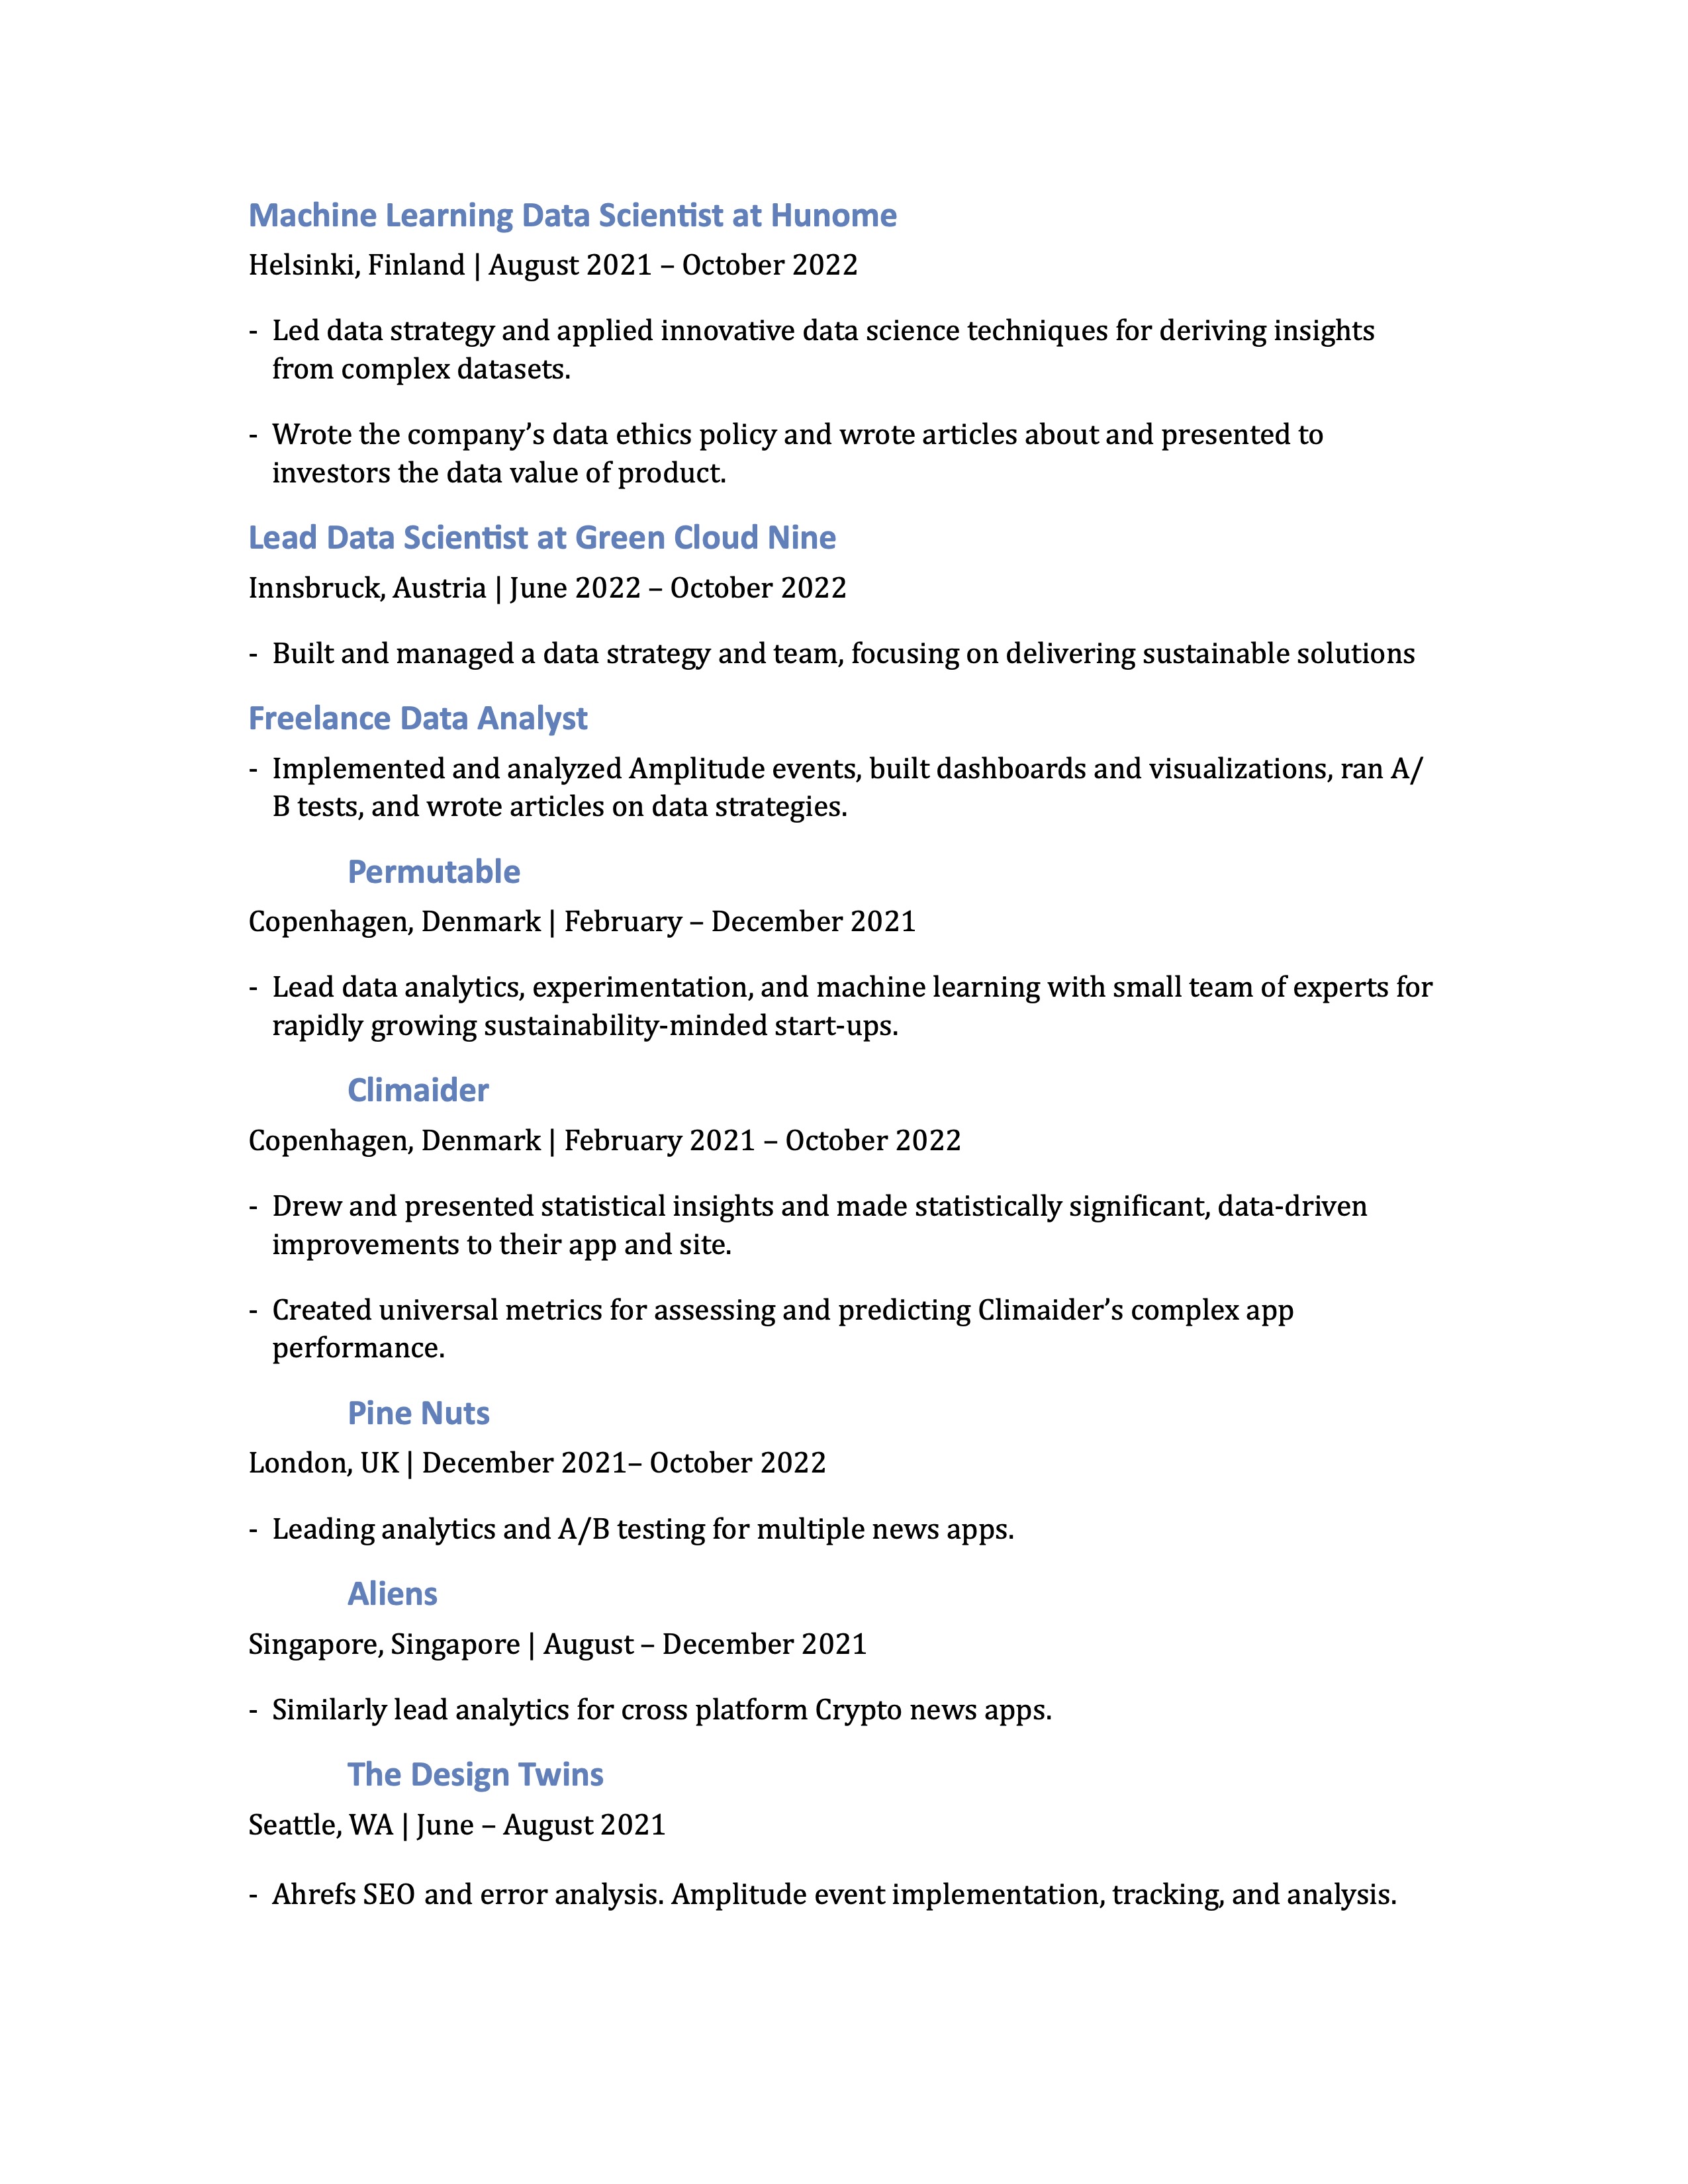 Machine Learning Data Scientist at Hunome
Helsinki, Finland | August 2021 – October 2022
- Led data strategy and applied innovative data science techniques for deriving insights
from complex datasets.
- Wrote the company’s data ethics policy and wrote articles about and presented to
investors the data value of product.
Lead Data Scientist at Green Cloud Nine
Innsbruck, Austria | June 2022 – October 2022
- Built and managed a data strategy and team, focusing on delivering sustainable solutions
Freelance Data Analyst
- Implemented and analyzed Amplitude events, built dashboards and visualizations, ran A/
B tests, and wrote articles on data strategies.
Permutable
Copenhagen, Denmark | February – December 2021
- Lead data analytics, experimentation, and machine learning with small team of experts for
rapidly growing sustainability-minded start-ups.
Climaider
Copenhagen, Denmark | February 2021 – October 2022
- Drew and presented statistical insights and made statistically significant, data-driven
improvements to their app and site.
- Created universal metrics for assessing and predicting Climaider’s complex app
performance.
Pine Nuts
London, UK | December 2021– October 2022
- Leading analytics and A/B testing for multiple news apps.
Aliens
Singapore, Singapore | August – December 2021
- Similarly lead analytics for cross platform Crypto news apps.
The Design Twins
Seattle, WA | June – August 2021
- Ahrefs SEO and error analysis. Amplitude event implementation, tracking, and analysis.